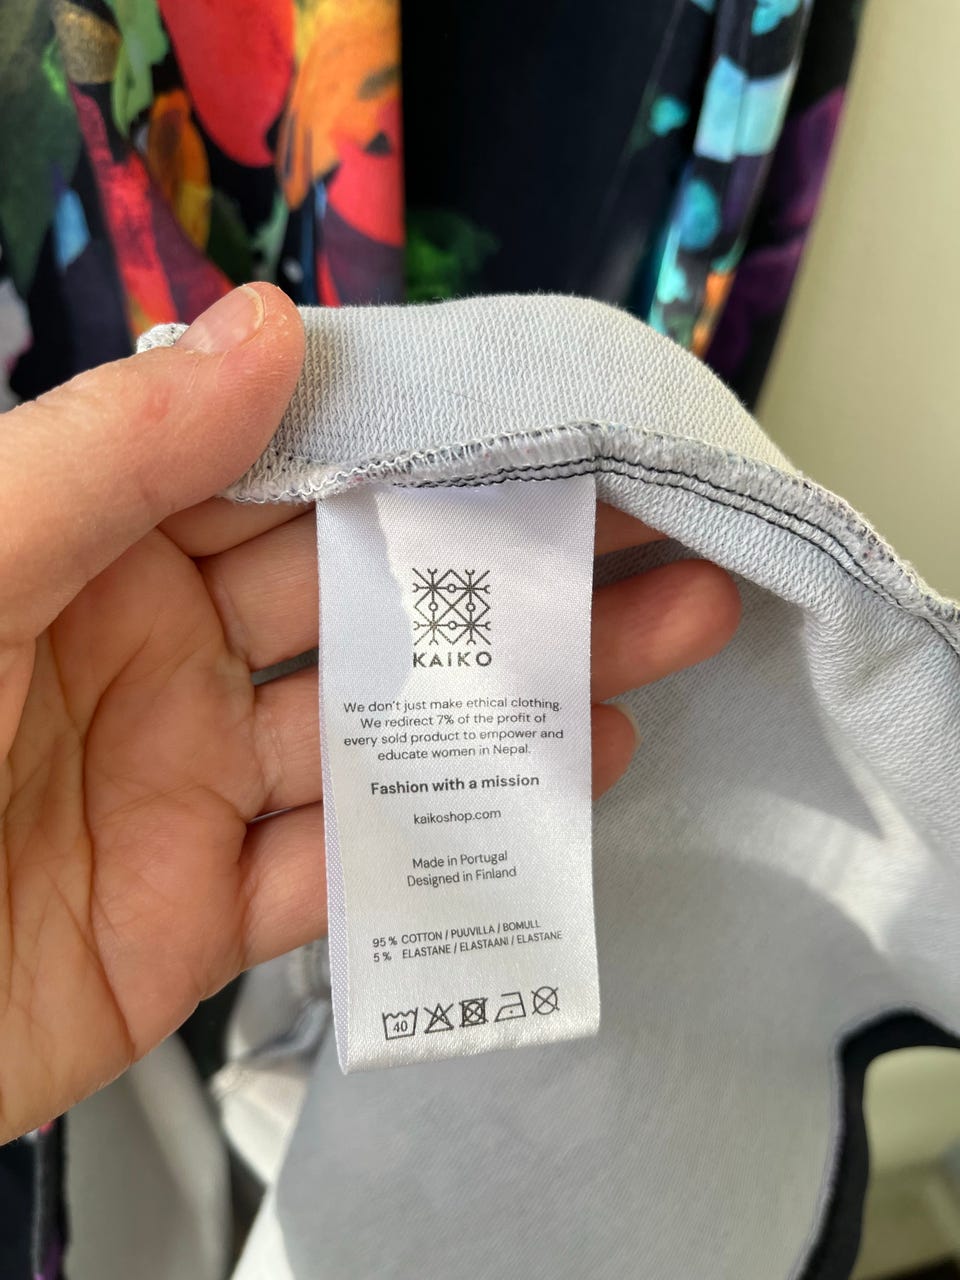 KAIKO
We don't just make ethical clothing.
We redirect 7% of the profit of
every sold product to empower and
educate women in Nepal.
Fashion with a mission
kaikoshop.com
Made in Portugal
Designed in Finland
95 % COTTON / PUUVILLA / BOMULL
5 % ELASTANE / ELASTAANI / ELASTANE
40